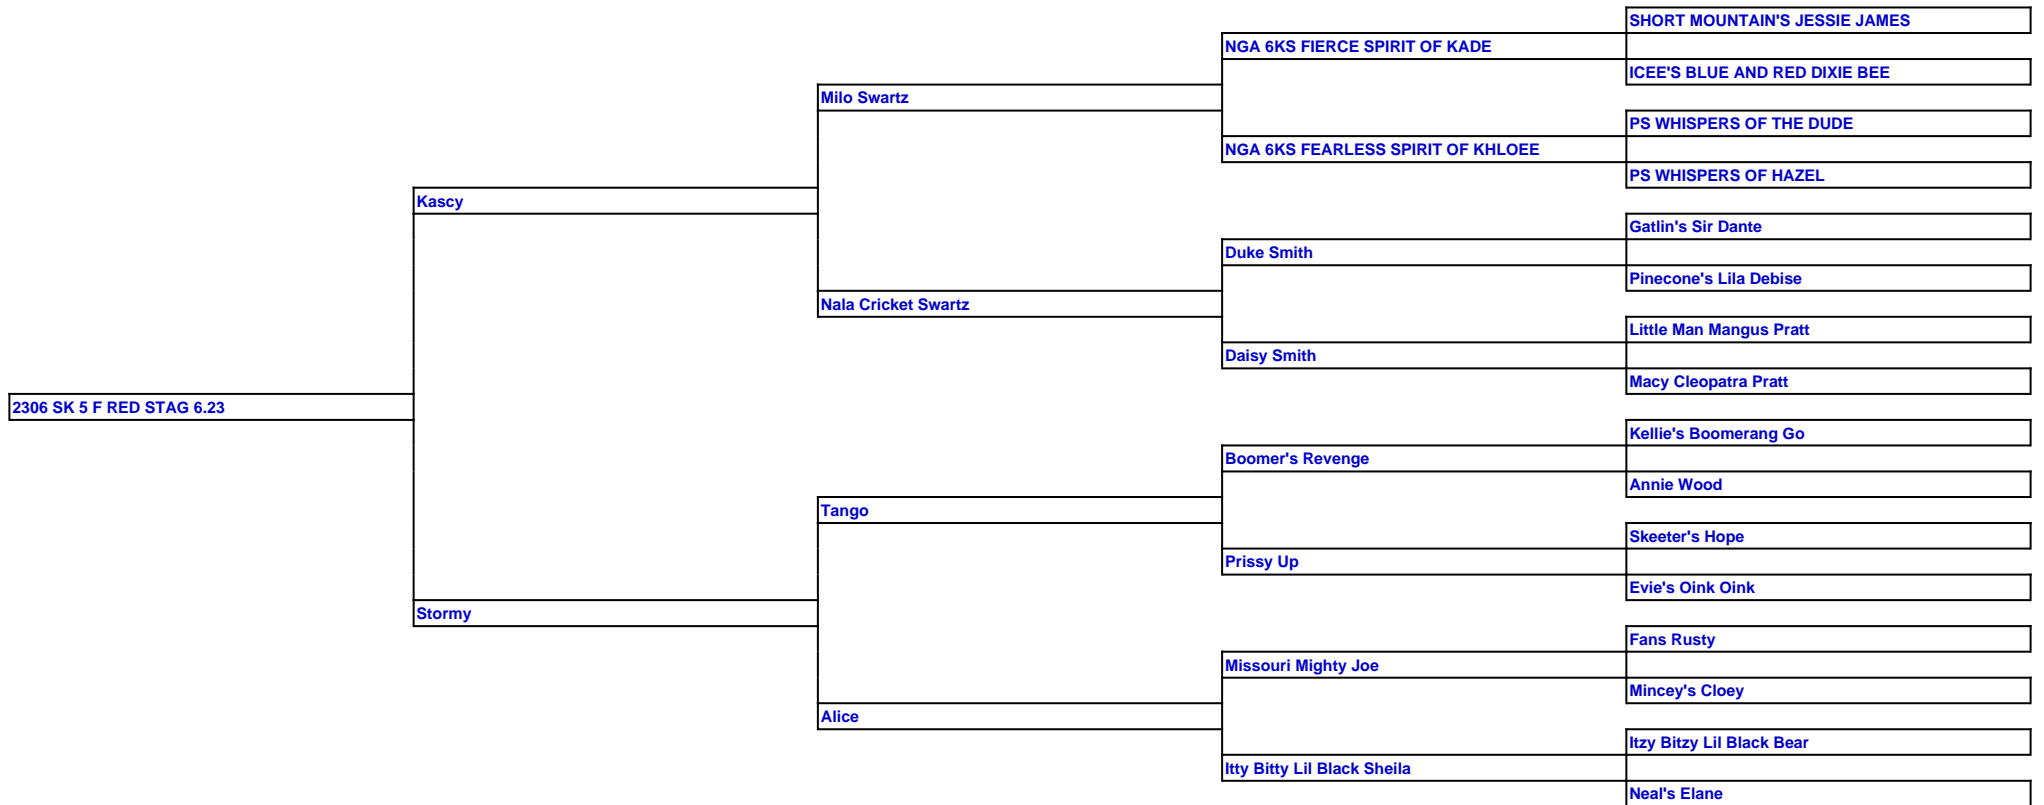 SHORT MOUNTAIN'S JESSIE JAMES
NGA 6KS FIERCE SPIRIT OF KADE
ICEE'S BLUE AND RED DIXIE BEE
Milo Swartz
PS WHISPERS OF THE DUDE
NGA 6KS FEARLESS SPIRIT OF KHLOEE
PS WHISPERS OF HAZEL
Kascy
Gatlin's Sir Dante
Duke Smith
Pinecone's Lila Debise
Nala Cricket Swartz
Little Man Mangus Pratt
Daisy Smith
Macy Cleopatra Pratt
2306 SK 5 F RED STAG 6.23
Kellie's Boomerang Go
Boomer's Revenge
Annie Wood
Tango
Skeeter's Hope
Prissy Up
Evie's Oink Oink
Stormy
Fans Rusty
Missouri Mighty Joe
Mincey's Cloey
Alice
Itzy Bitzy Lil Black Bear
Itty Bitty Lil Black Sheila
Neal's Elane